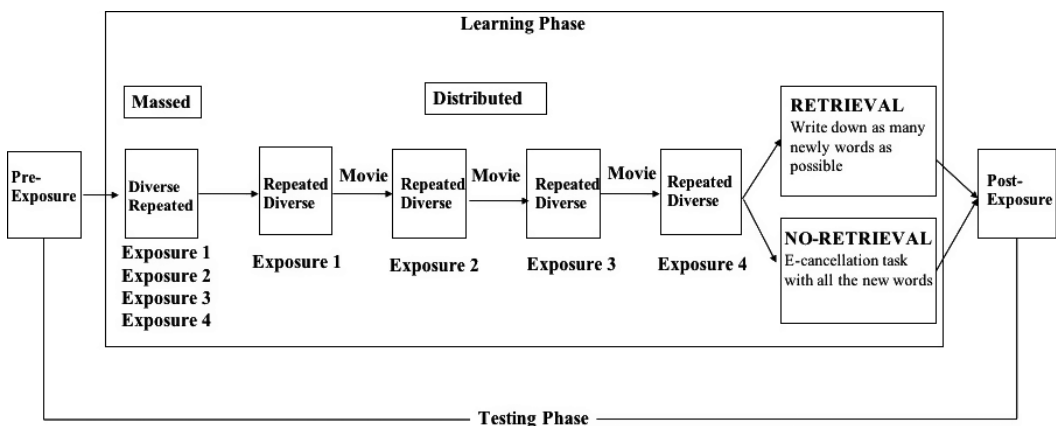 Learning Phase
Massed
Distributed
Pre-
Exposure
Diverse
Repeated
Exposure 1
Exposure 2
Exposure 3
Exposure 4
Repeated
Diverse
Exposure 1
Movie
Repeated
Diverse
Exposure 2
Movie
Repeated
Diverse
Exposure 3
Movie
Repeated
Diverse
Exposure 4
RETRIEVAL
Write down as many
newly words as
possible
NO-RETRIEVAL
E-cancellation task
with all the new words
Post-
Exposure
Testing Phase